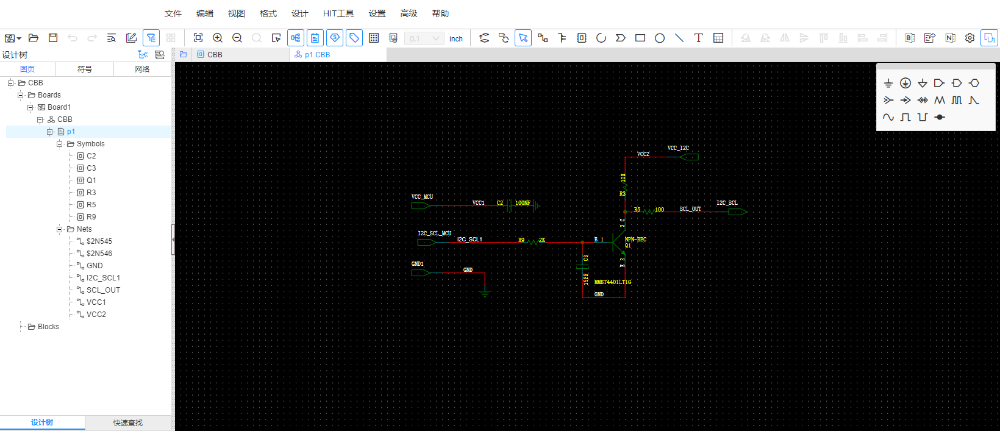 文件 编辑 视图 格式 设计 HIT工具 设置 高级 帮助
0.1 inch
设计树
CBB p1.CBB
图页 符号 网络
CBB
Boards
Board1
CBB
p1
Symbols
C2
C3
Q1
R3
R5
R9
Nets
$2N545
$2N546
GND
I2C_SCL1
SCL_OUT
VCC1
VCC2
Blocks
设计树 快速查找
VCC_I2C
VCC2
10K
R3
VCC_MCU
VCC1 C2 100NF
I2C_SCL
R5 100 SCL_OUT
3 C
I2C_SCL_MCU
I2C_SCL1 R9 2K B 1 NPN-BEC
Q1
C3
E 2
GND1
GND
15PF
MMBT4401LT1G
GND